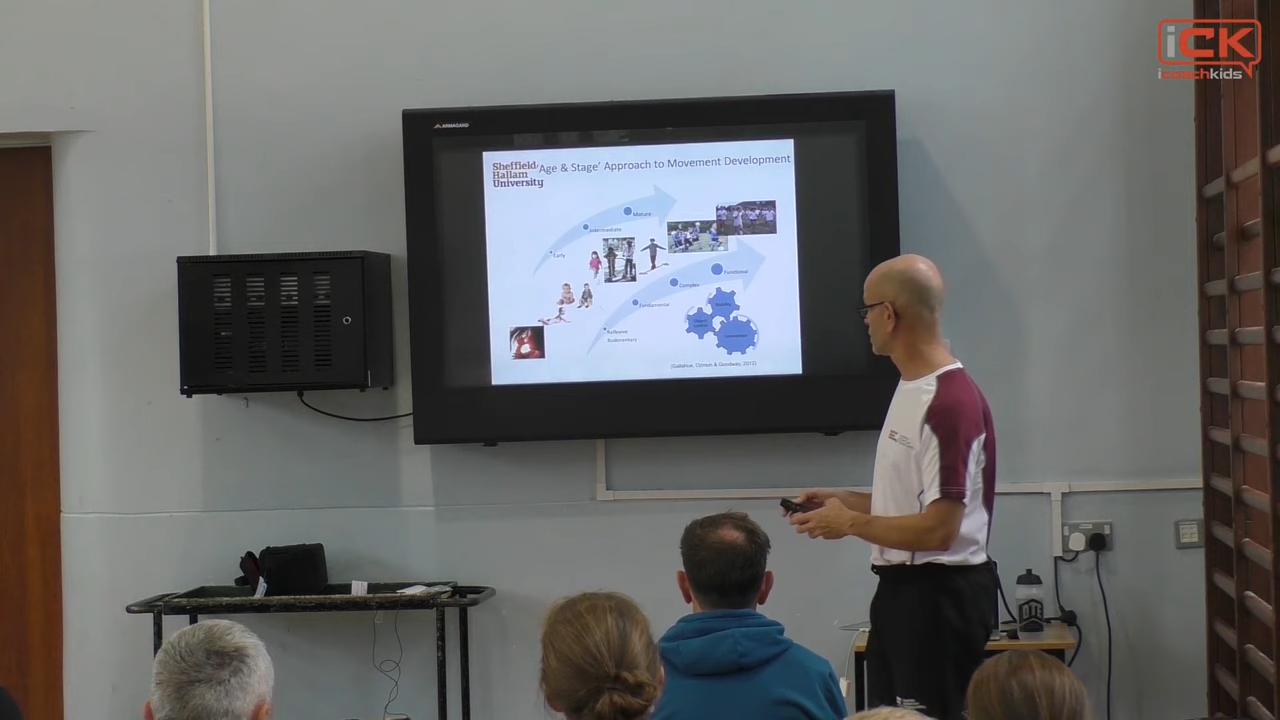 iCK
icoachkids
ARMAGARD
Sheffield
Hallam
University
'Age & Stage' Approach to Movement Development
Mature
Intermediate
Early
Functional
Complex
Fundamental
Reflexive
Rudimentary
Stability
(Gallahue, Ozmun & Goodway, 2012)